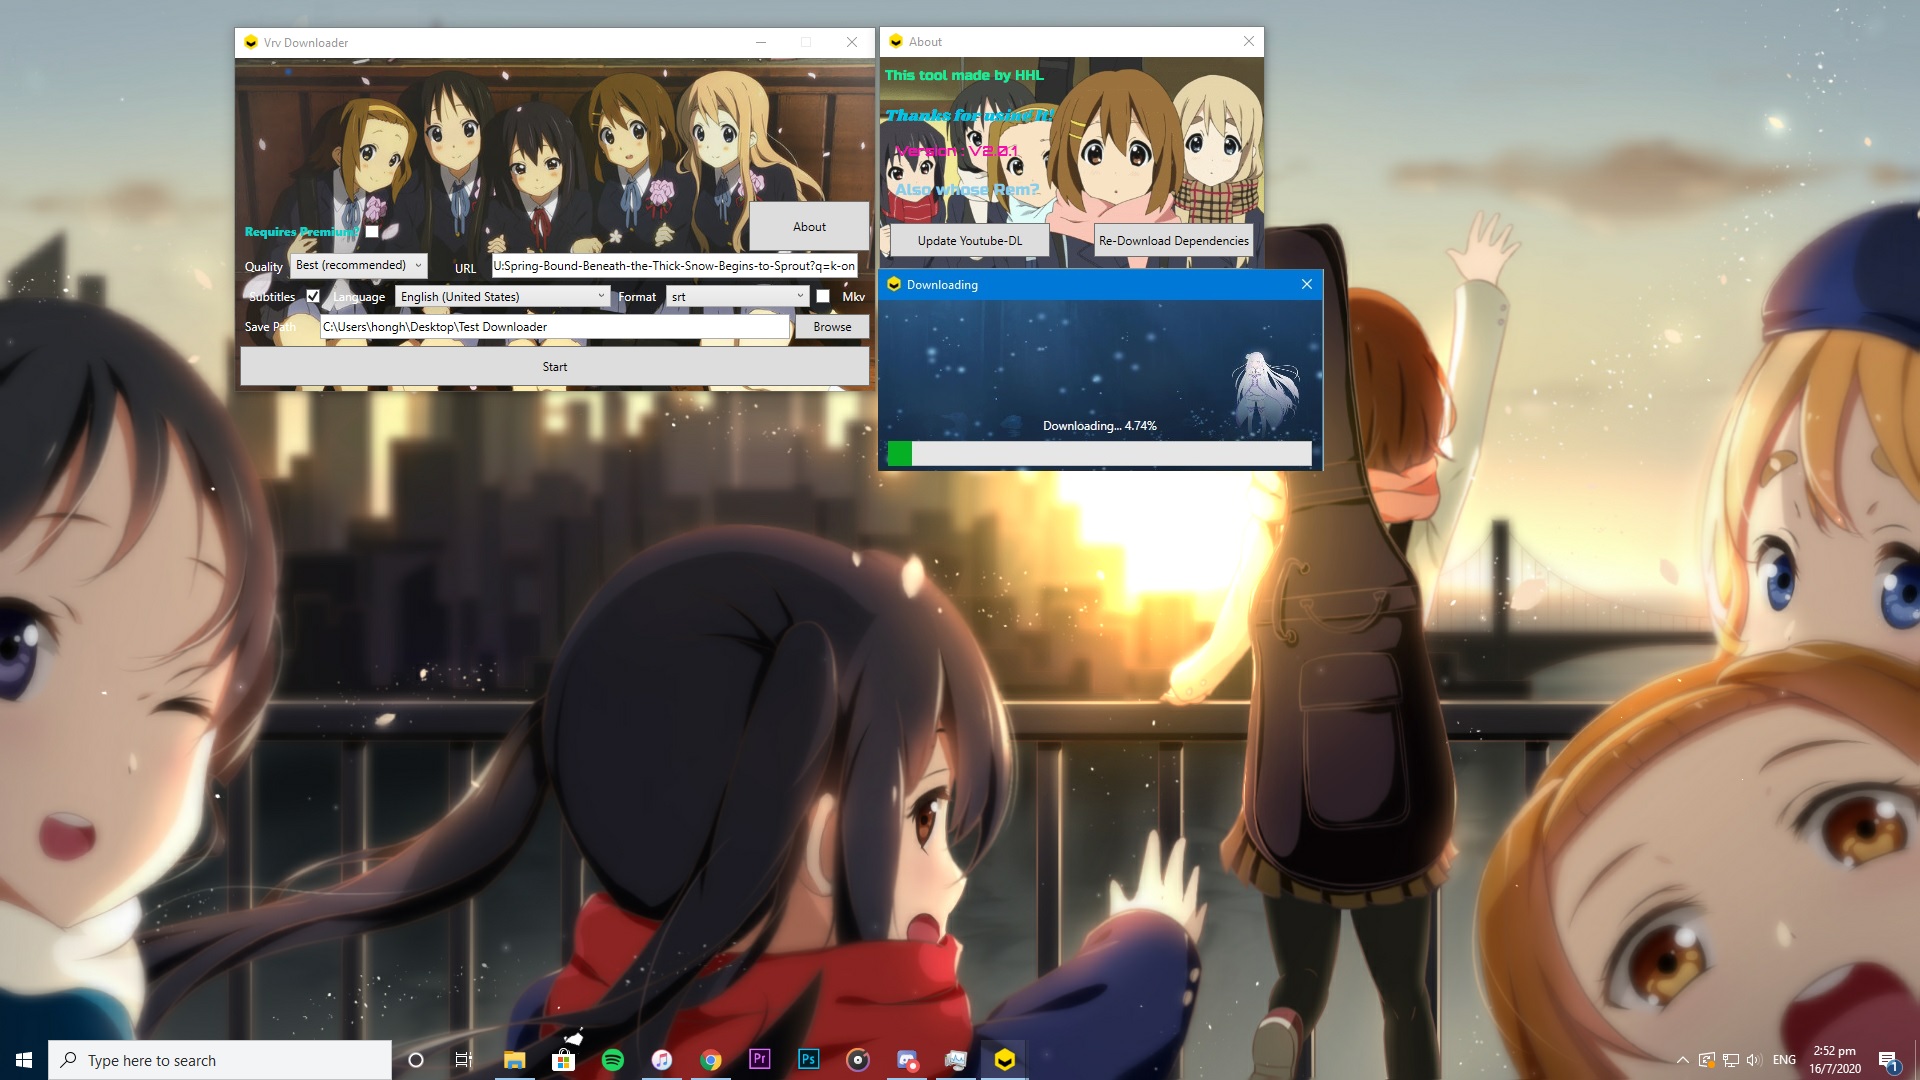 Vrv Downloader
Requires Premium?
About
Quality Best (recommended) URL U:Spring-Bound-Beneath-the-Thick-Snow-Begins-to-Sprout?q=k-on
Subtitles Language English (United States) Format srt Mkv
Save Path C:\Users\hongh\Desktop\Test Downloader Browse
Start
About
This tool made by HHL
Thanks for using it!
Version : V2.0.1
Also whose Rem?
Update Youtube-DL Re-Download Dependencies
Downloading
Downloading... 4.74%
Type here to search
Pr
Ps
ENG
2:52 pm
16/7/2020
1